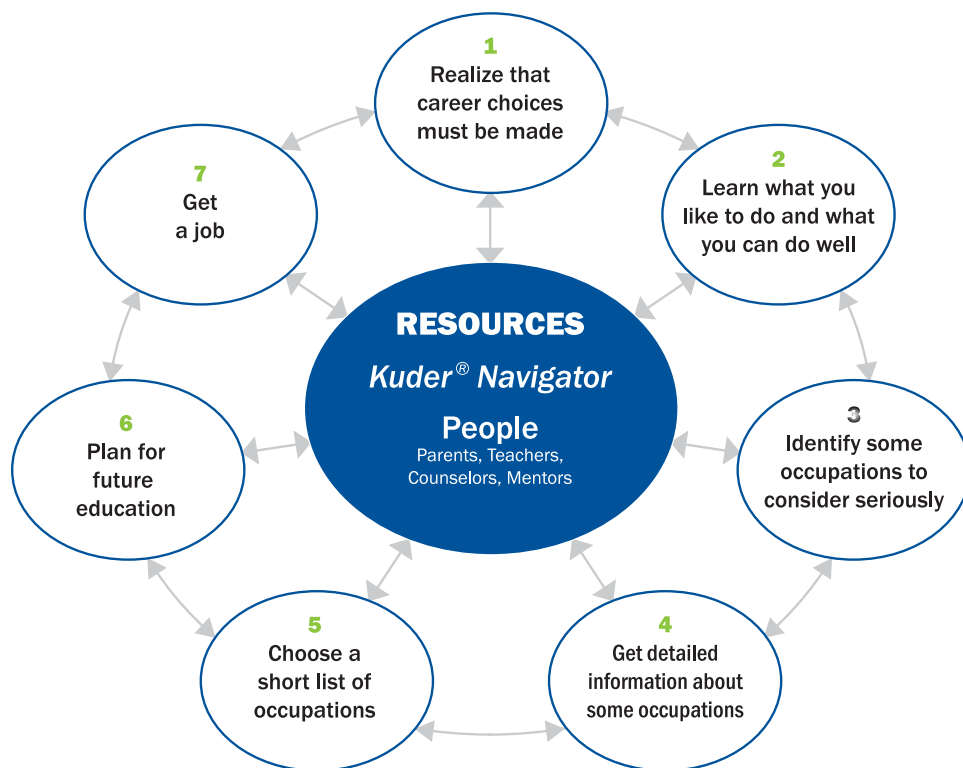 1
Realize that
career choices
must be made
2
Learn what you
like to do and what
you can do well
3
Identify some
occupations to
consider seriously
4
Get detailed
information about
some occupations
5
Choose a
short list of
occupations
6
Plan for
future
education
7
Get
a job
RESOURCES
Kuder® Navigator
People
Parents, Teachers,
Counselors, Mentors